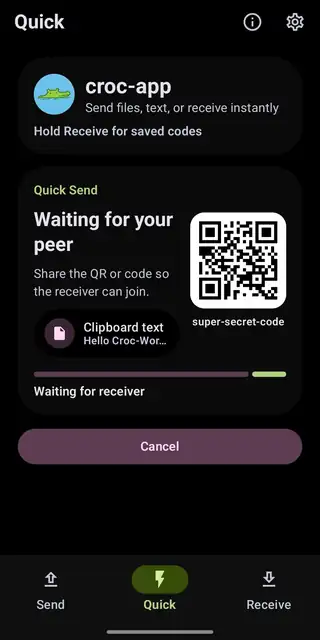 Quick
croc-app
Send files, text, or receive instantly
Hold Receive for saved codes
Quick Send
Waiting for your
peer
Share the QR or code so
the receiver can join.
super-secret-code
Clipboard text
Hello Croc-Wor...
Waiting for receiver
Cancel
Send
Quick
Receive